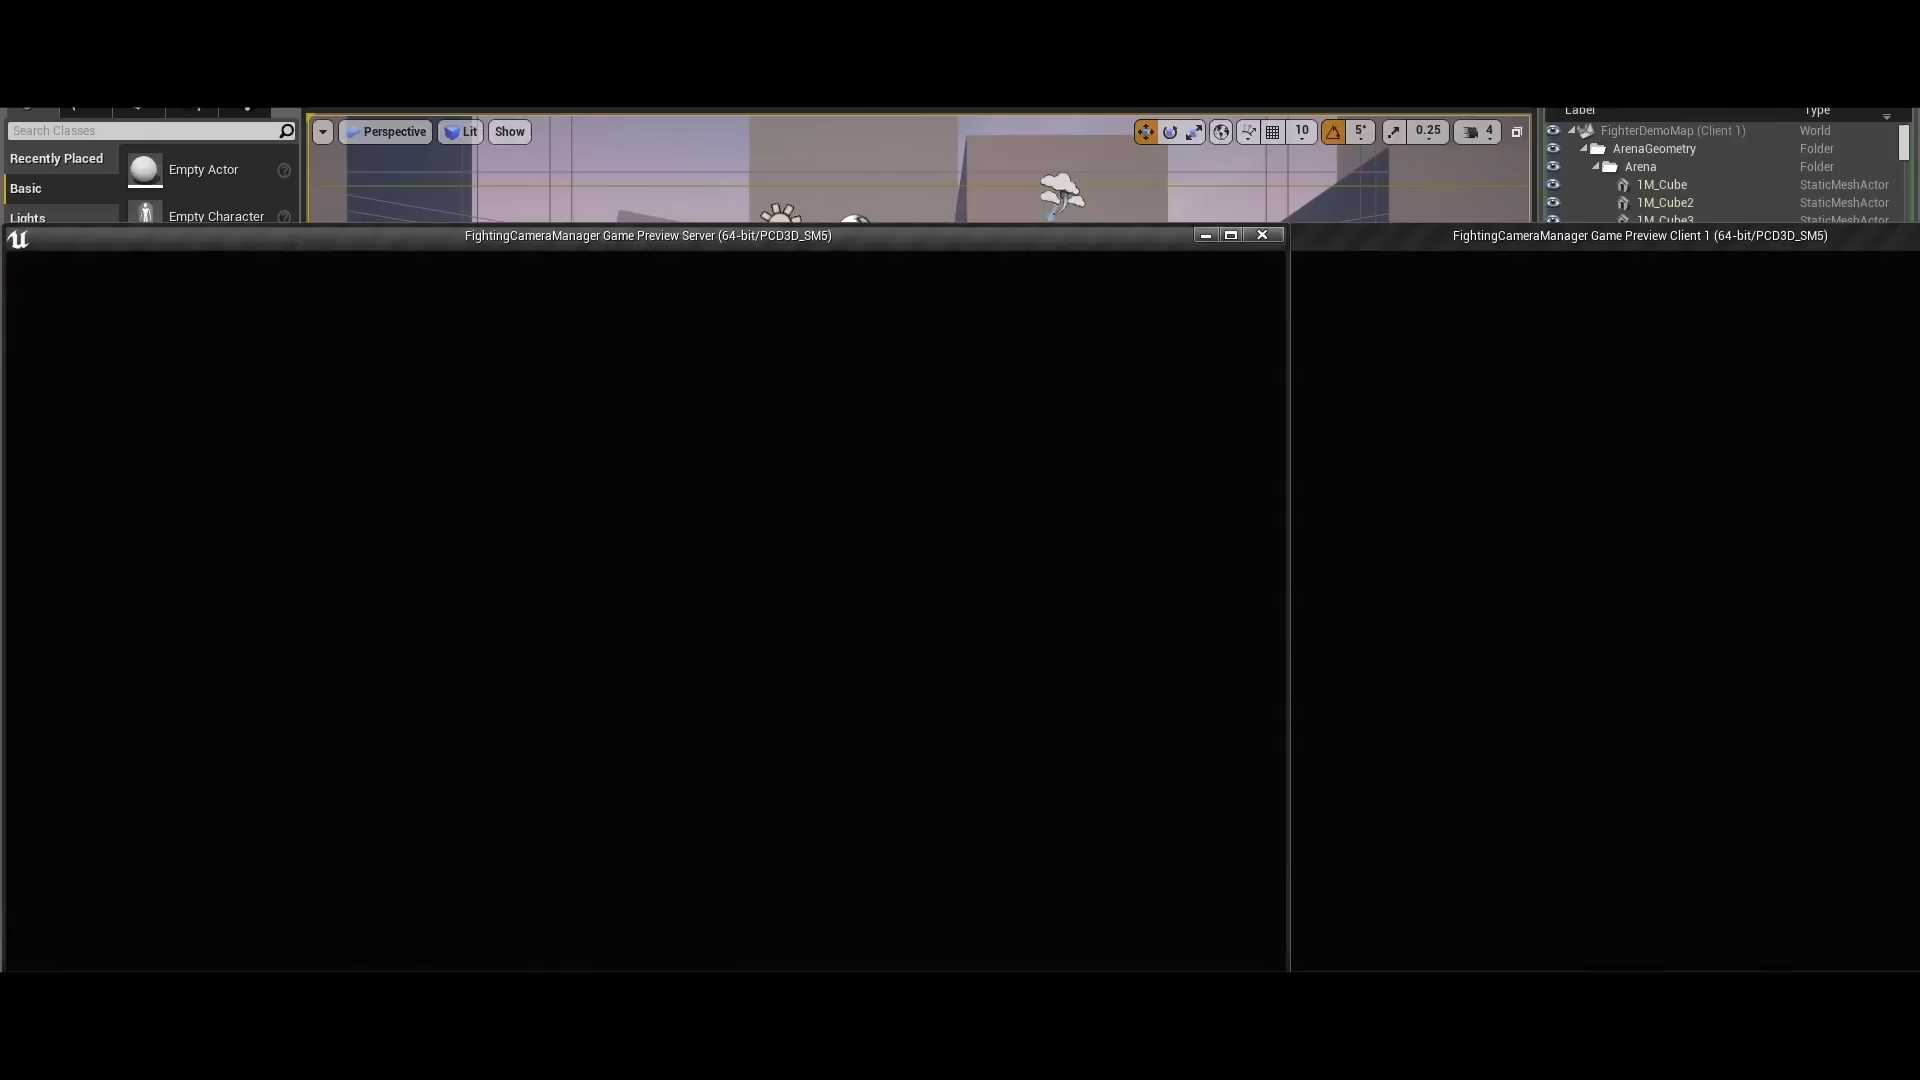 Label Type
Search Classes Perspective Lit Show 10 5° 0.25 4 FighterDemoMap (Client 1) World
Recently Placed ArenaGeometry Folder
Empty Actor Arena Folder
Basic 1M_Cube StaticMeshActor
1M_Cube2 StaticMeshActor
Lights Empty Character 1M_Cube3 StaticMeshActor
FightingCameraManager Game Preview Server (64-bit/PCD3D_SM5) FightingCameraManager Game Preview Client 1 (64-bit/PCD3D_SM5)